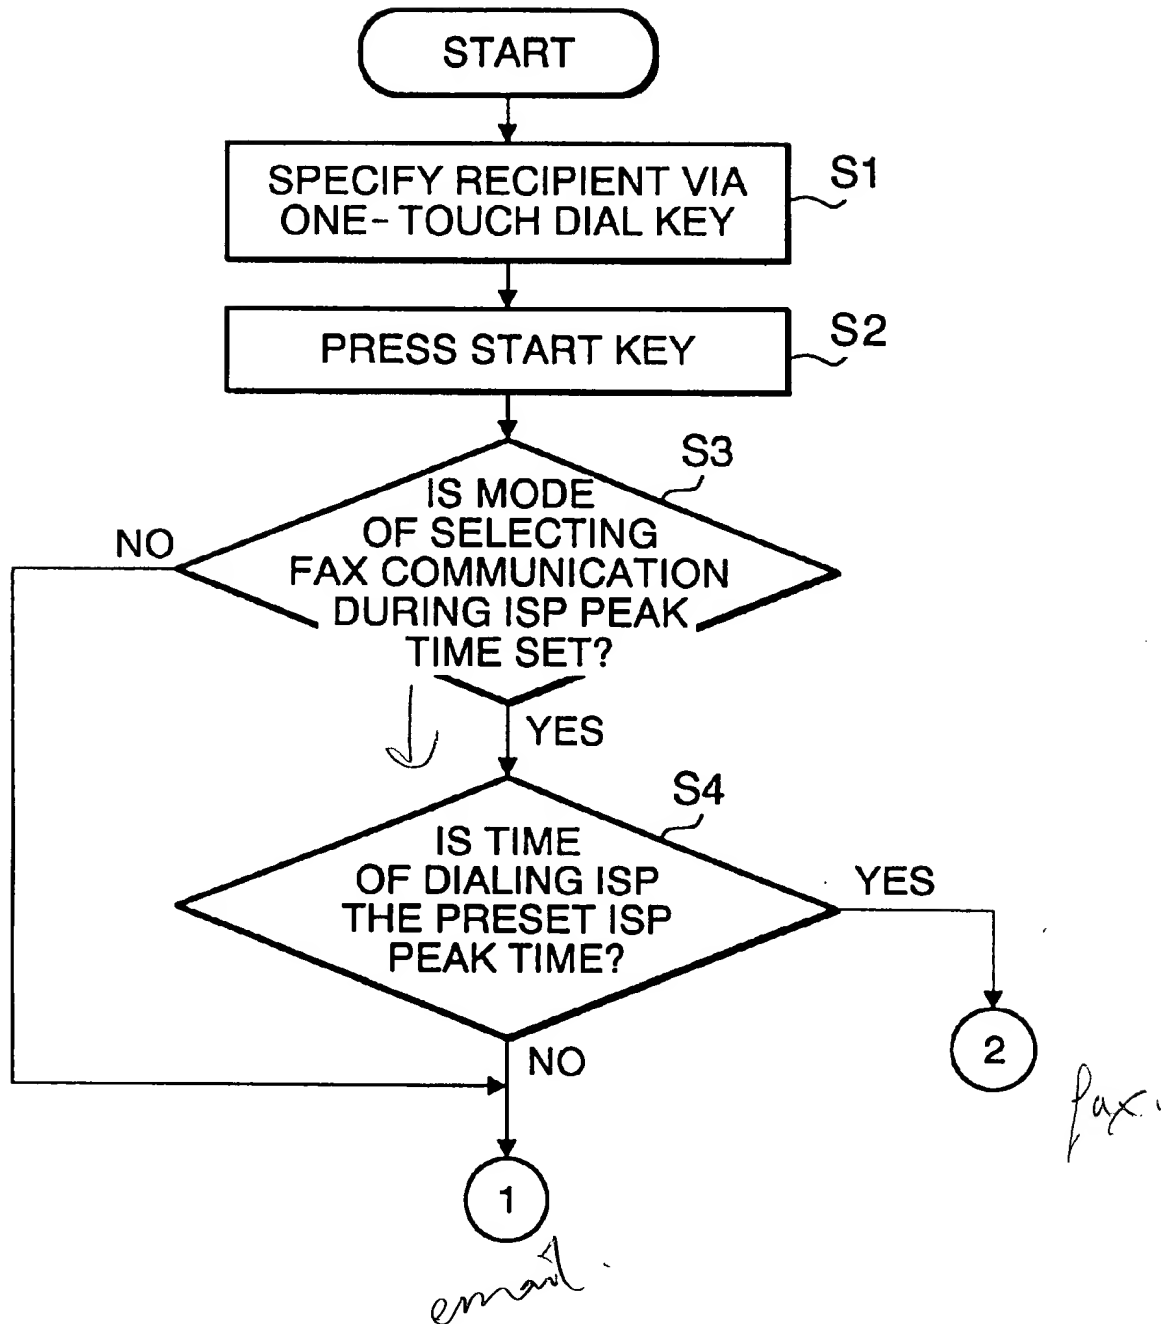 START
SPECIFY RECIPIENT VIA
ONE-TOUCH DIAL KEY
S1
PRESS START KEY
S2
S3
IS MODE
OF SELECTING
FAX COMMUNICATION
DURING ISP PEAK
TIME SET?
NO
YES
S4
IS TIME
OF DIALING ISP
THE PRESET ISP
PEAK TIME?
YES
NO
2
fax.
1
email.